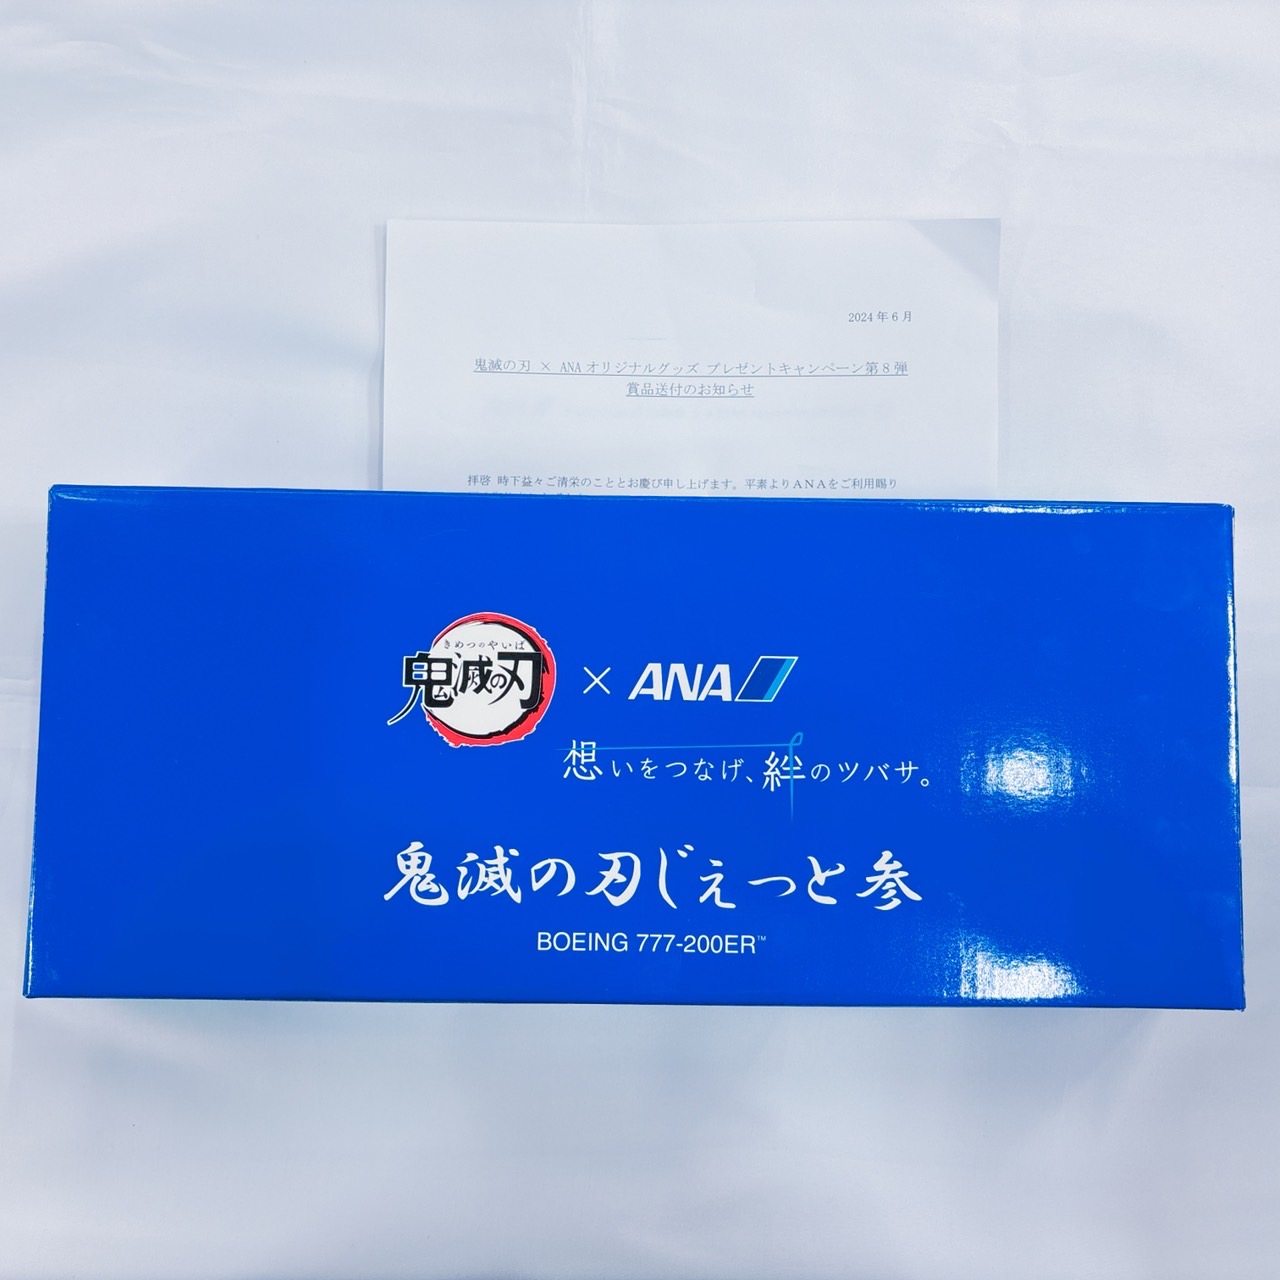 2024年6月
鬼滅の刃 × ANAオリジナルグッズ プレゼントキャンペーン第8弾
賞品送付のお知らせ
拝啓 時下益々ご清栄のこととお慶び申し上げます。平素よりANAをご利用賜り
きめつのやいば
鬼滅の刃 × ANA
想いをつなげ、絆のツバサ。
鬼滅の刃じぇっと参
BOEING 777-200ER™